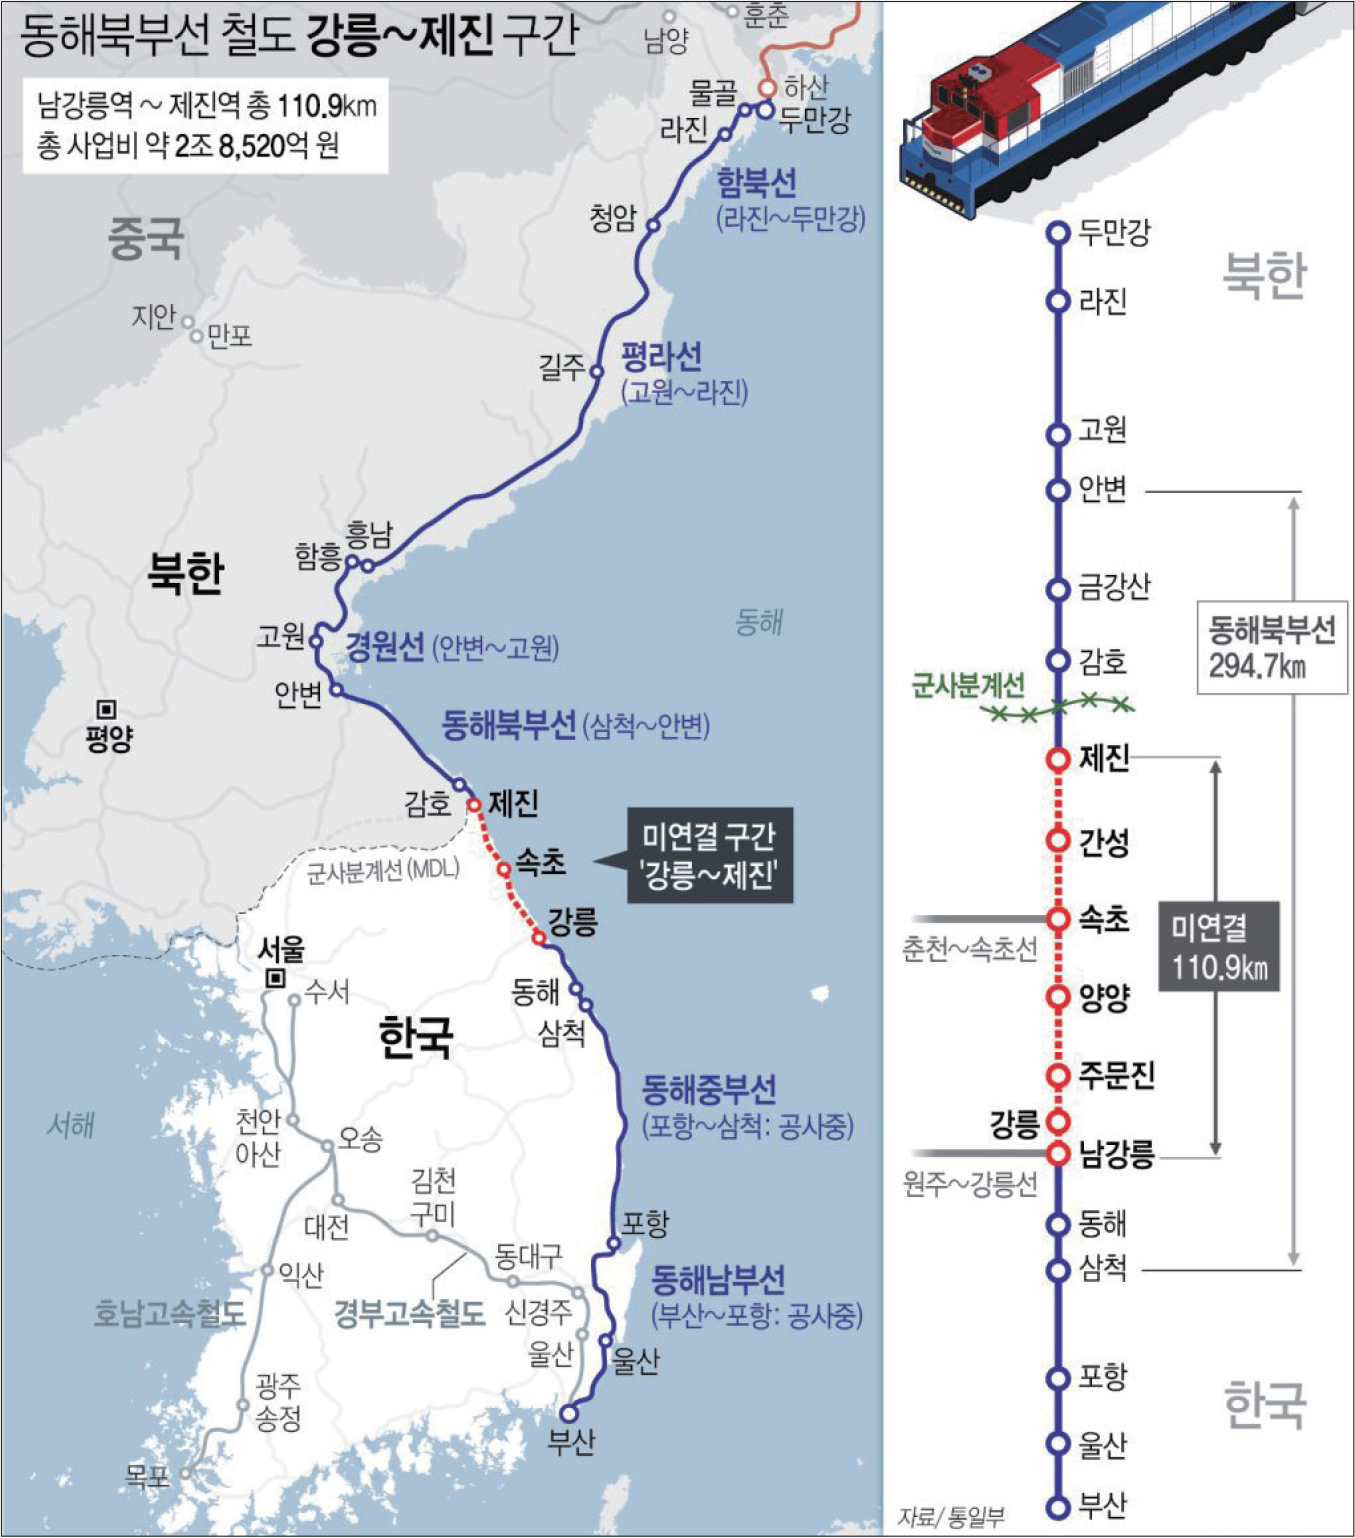 동해북부선 철도 강릉~제진 구간
남강릉역 ~ 제진역 총 110.9km
총 사업비 약 2조 8,520억 원
훈춘
남양
하산
물골
두만강
라진
함북선
(라진~두만강)
청암
중국
지안
만포
길주
평라선
(고원~라진)
흥남
함흥
북한
고원
경원선 (안변~고원)
동해
안변
동해북부선 (삼척~안변)
평양
감호
제진
미연결 구간
'강릉~제진'
속초
군사분계선(MDL)
강릉
서울
수서
동해
삼척
한국
동해중부선
(포항~삼척: 공사중)
서해
천안
아산
오송
김천
구미
대전
포항
동대구
익산
동해남부선
(부산~포항: 공사중)
호남고속철도
경부고속철도
신경주
울산
울산
광주
송정
부산
목포
두만강
북한
라진
고원
안변
금강산
동해북부선
294.7km
감호
군사분계선
제진
간성
속초
춘천~속초선
미연결
110.9km
양양
주문진
강릉
남강릉
원주~강릉선
동해
삼척
포항
한국
울산
부산
자료/통일부